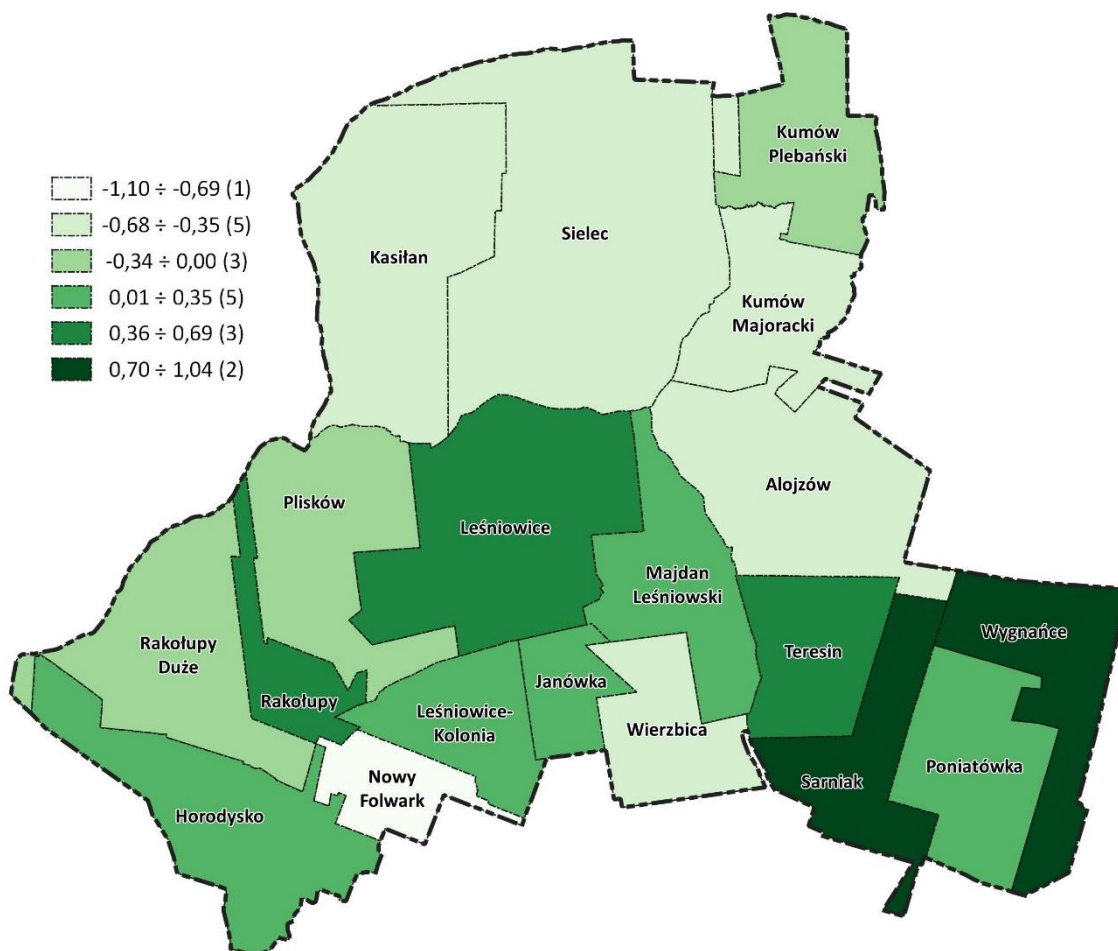 -1,10 ÷ -0,69 (1)
-0,68 ÷ -0,35 (5)
-0,34 ÷ 0,00 (3)
0,01 ÷ 0,35 (5)
0,36 ÷ 0,69 (3)
0,70 ÷ 1,04 (2)
Kumów
Plebański
Sielec
Kasiłan
Kumów
Majoracki
Alojzów
Plisków
Leśniowice
Majdan
Leśniowski
Wygnańce
Teresin
Rakołupy
Duże
Rakołupy
Janówka
Leśniowice-
Kolonia
Wierzbica
Poniatówka
Sarniak
Nowy
Folwark
Horodysko